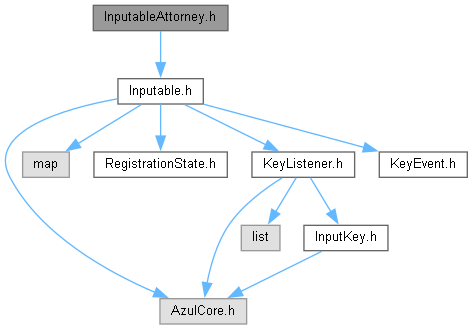 InputableAttorney.h
Inputable.h
map
RegistrationState.h
KeyListener.h
KeyEvent.h
list
InputKey.h
AzulCore.h